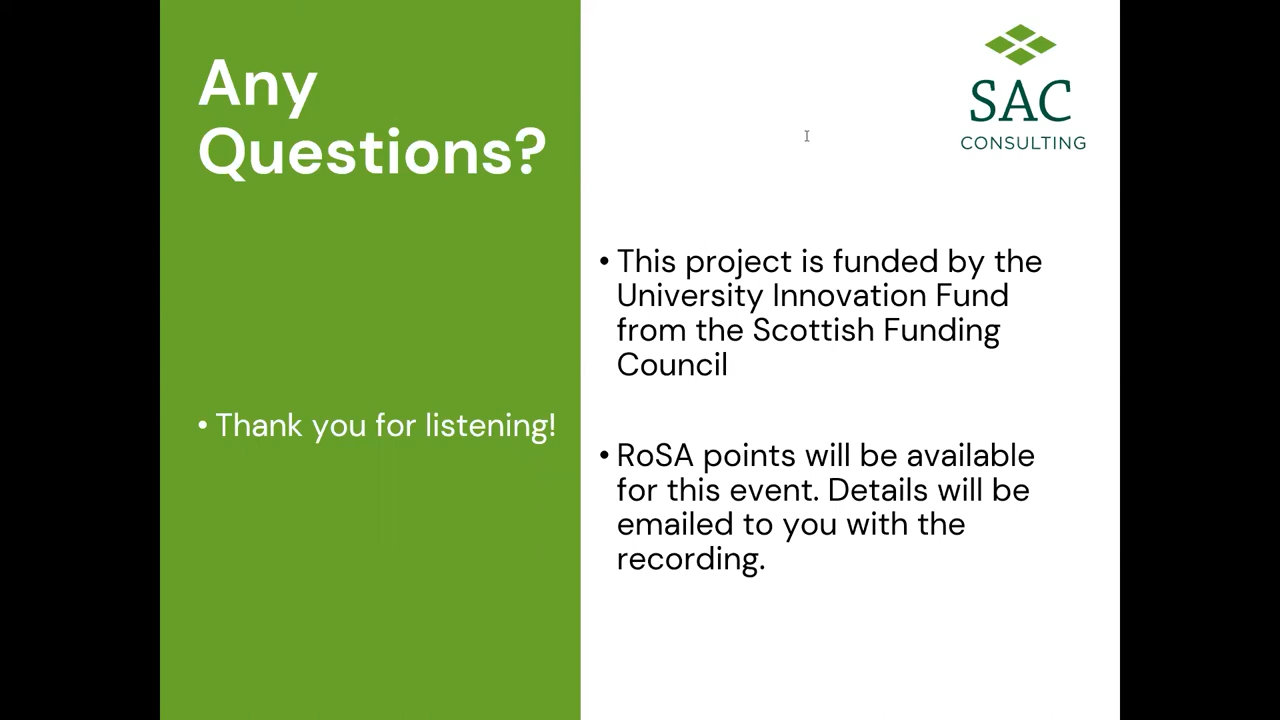 Any
Questions?
• Thank you for listening!
SAC
CONSULTING
• This project is funded by the
University Innovation Fund
from the Scottish Funding
Council
• RoSA points will be available
for this event. Details will be
emailed to you with the
recording.